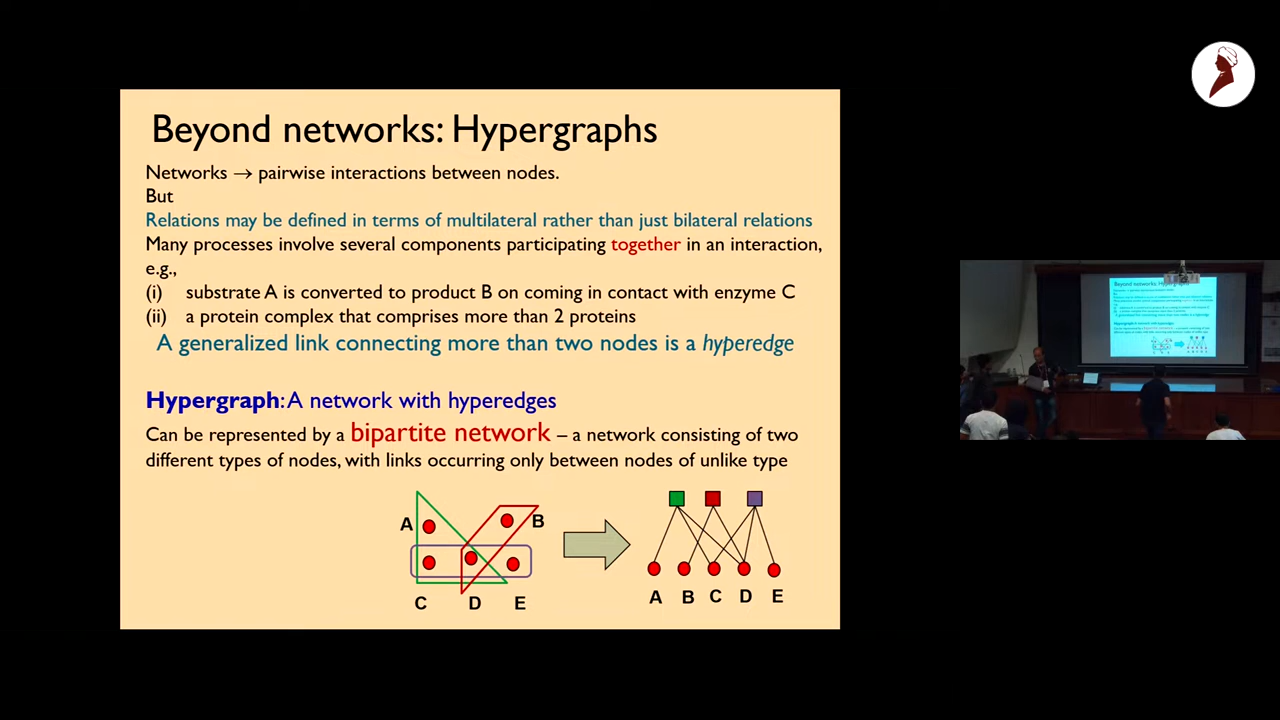 Beyond networks: Hypergraphs
Networks → pairwise interactions between nodes.
But
Relations may be defined in terms of multilateral rather than just bilateral relations
Many processes involve several components participating together in an interaction,
e.g.,
(i) substrate A is converted to product B on coming in contact with enzyme C
(ii) a protein complex that comprises more than 2 proteins
A generalized link connecting more than two nodes is a hyperedge
Hypergraph: A network with hyperedges
Can be represented by a bipartite network – a network consisting of two
different types of nodes, with links occurring only between nodes of unlike type
A B
C D E
A B C D E
Beyond networks: Hypergraphs